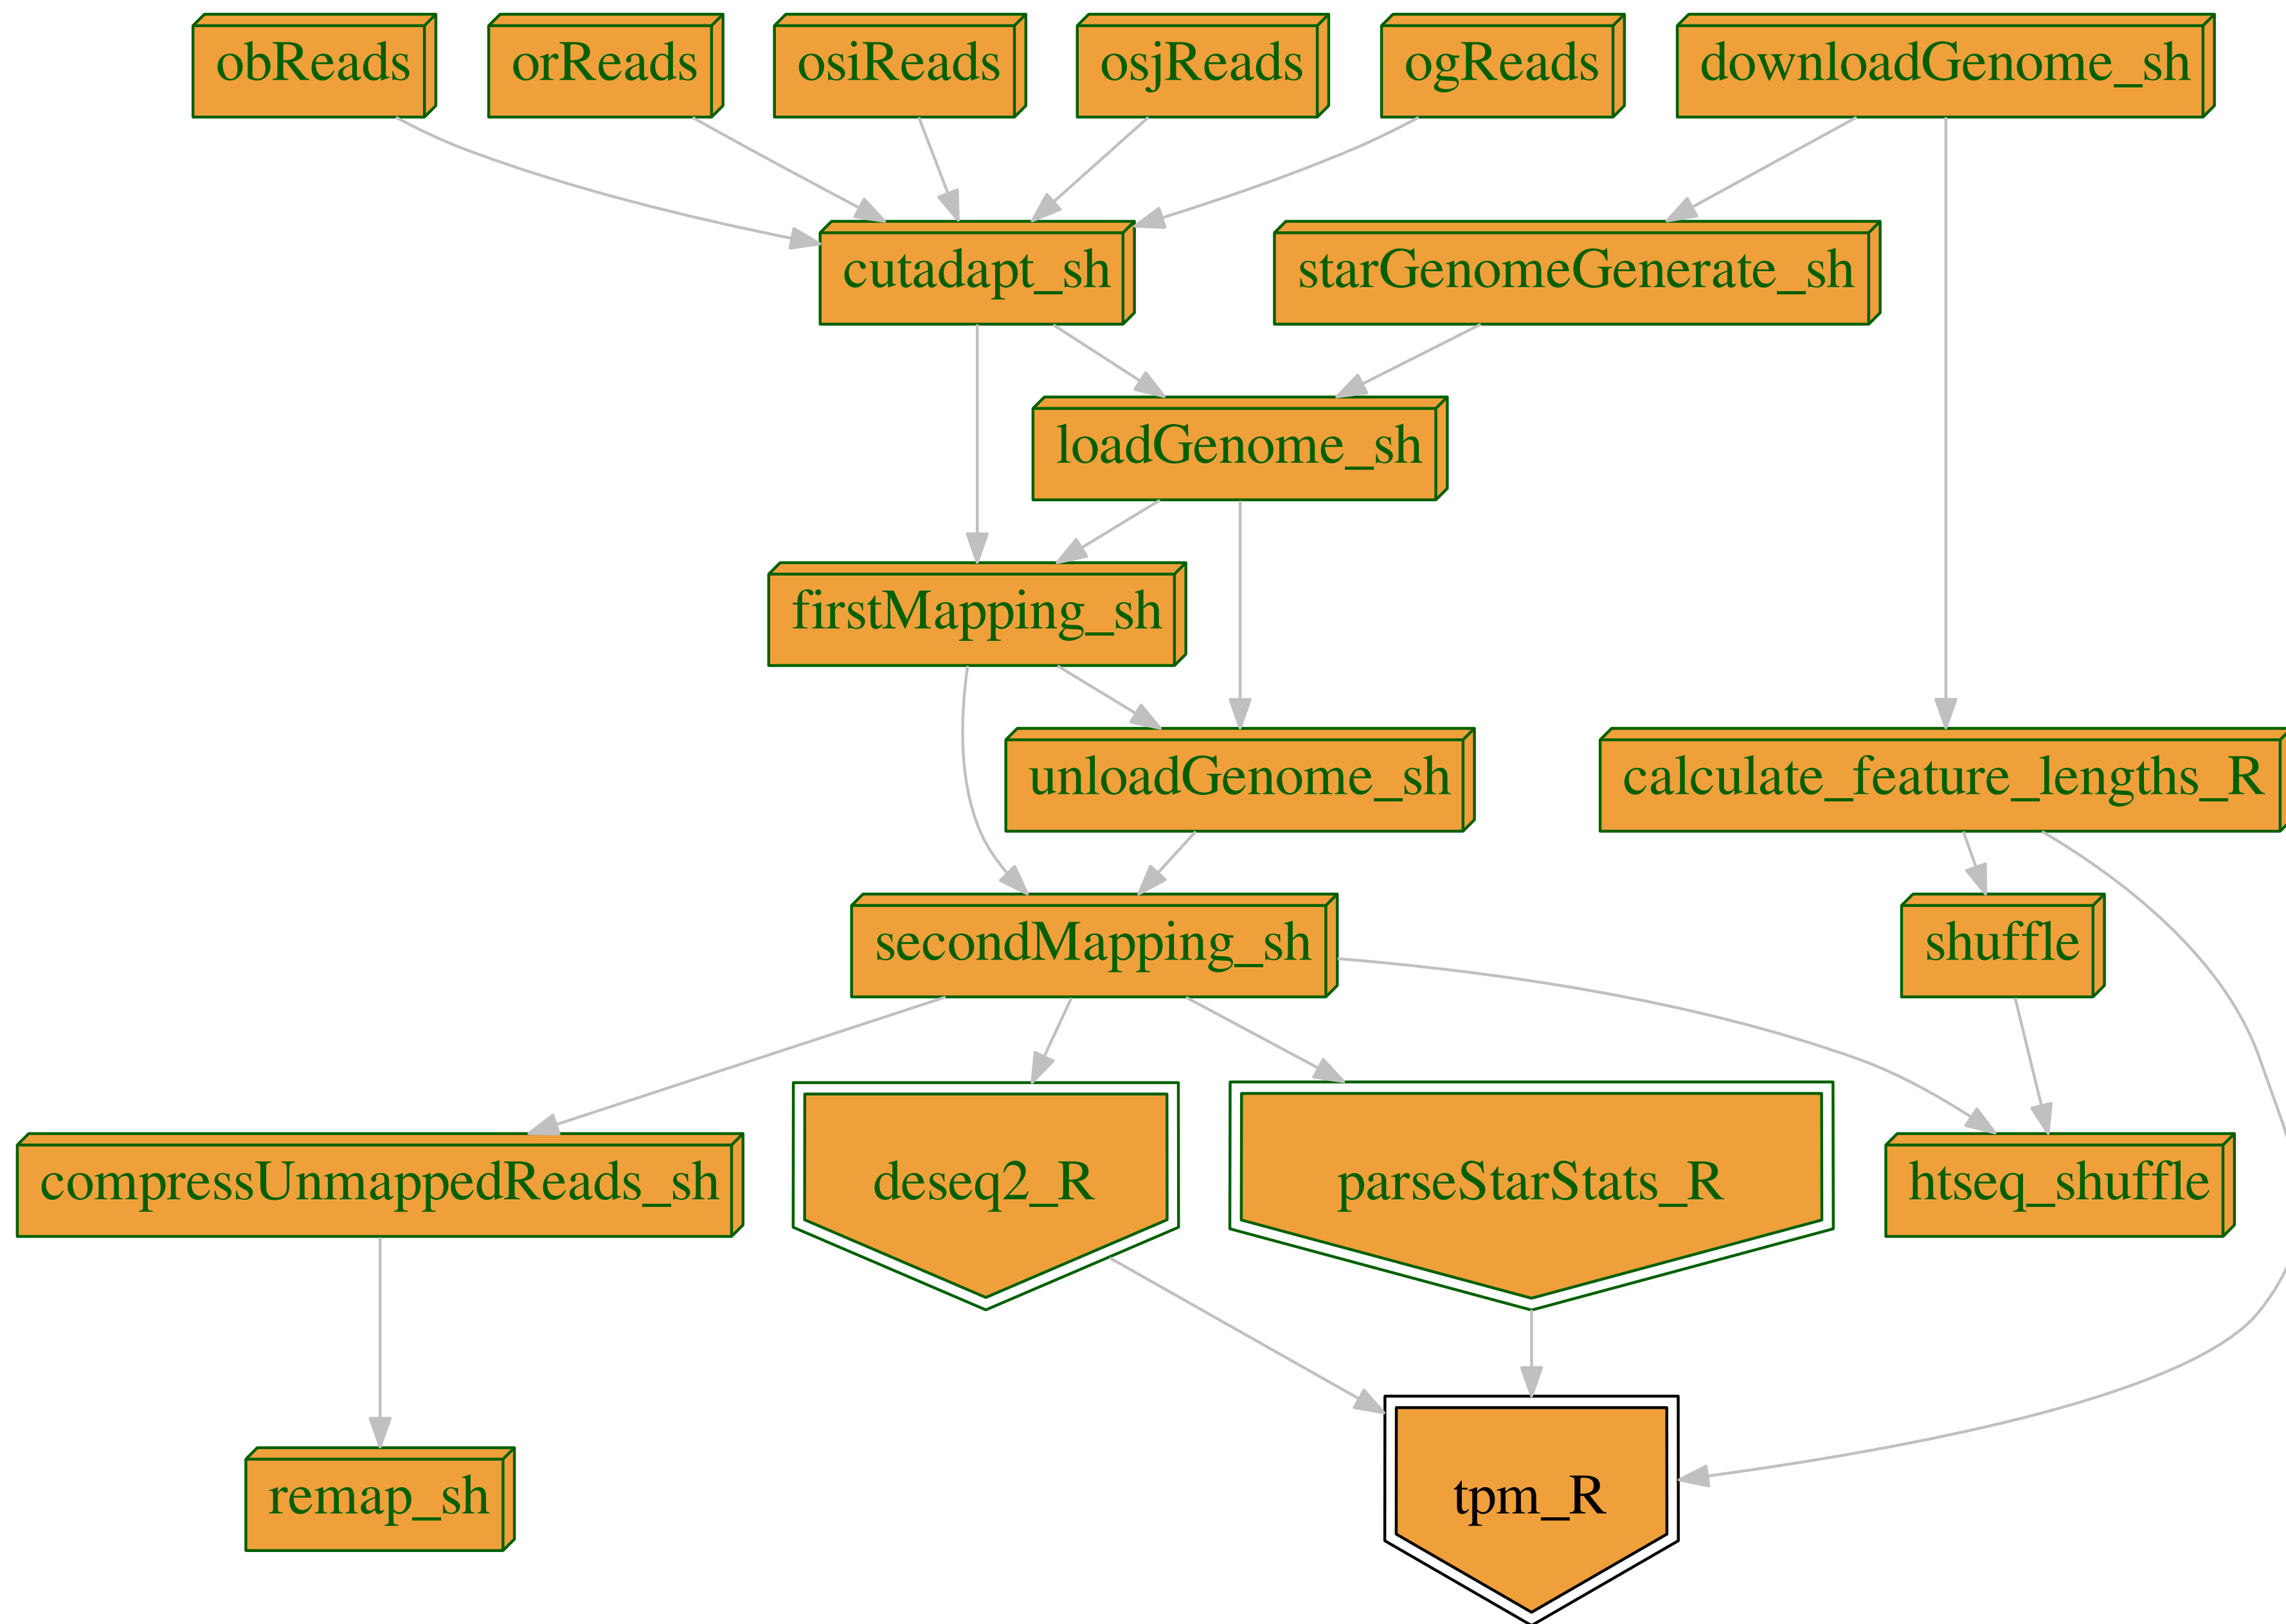 obReads
orReads
osiReads
osjReads
ogReads
downloadGenome_sh
cutadapt_sh
starGenomeGenerate_sh
loadGenome_sh
firstMapping_sh
unloadGenome_sh
calculate_feature_lengths_R
secondMapping_sh
shuffle
compressUnmappedReads_sh
deseq2_R
parseStarStats_R
htseq_shuffle
remap_sh
tpm_R